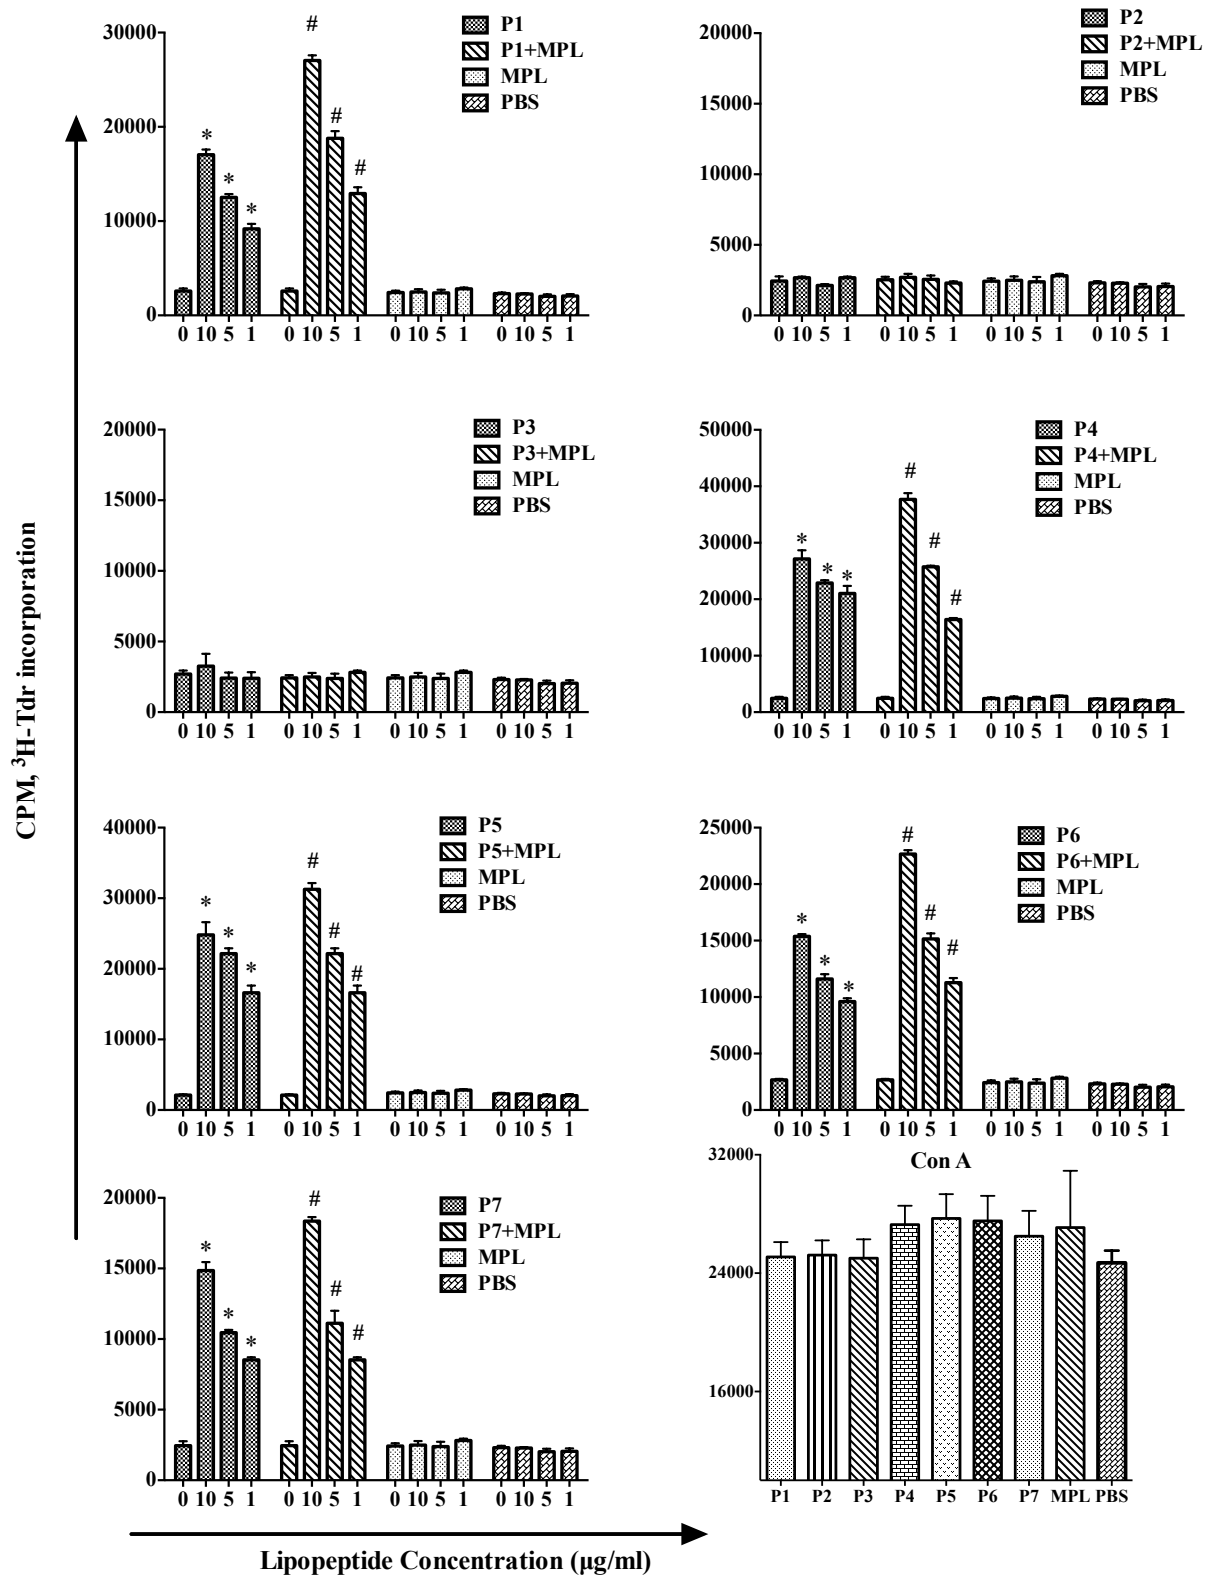 CPM, ³H-Tdr incorporation
30000
20000
10000
0
# * * * # #
P1
P1+MPL
MPL
PBS
0 10 5 1 0 10 5 1 0 10 5 1 0 10 5 1
20000
15000
10000
5000
0
P2
P2+MPL
MPL
PBS
0 10 5 1 0 10 5 1 0 10 5 1 0 10 5 1
20000
15000
10000
5000
0
P3
P3+MPL
MPL
PBS
0 10 5 1 0 10 5 1 0 10 5 1 0 10 5 1
50000
40000
30000
20000
10000
0
* * * # # #
P4
P4+MPL
MPL
PBS
0 10 5 1 0 10 5 1 0 10 5 1 0 10 5 1
40000
30000
20000
10000
0
* * * # # #
P5
P5+MPL
MPL
PBS
0 10 5 1 0 10 5 1 0 10 5 1 0 10 5 1
25000
20000
15000
10000
5000
0
* * * # # #
P6
P6+MPL
MPL
PBS
0 10 5 1 0 10 5 1 0 10 5 1 0 10 5 1
20000
15000
10000
5000
0
* * * # # #
P7
P7+MPL
MPL
PBS
0 10 5 1 0 10 5 1 0 10 5 1 0 10 5 1
Con A
32000
24000
16000
P1 P2 P3 P4 P5 P6 P7 MPL PBS
Lipopeptide Concentration (µg/ml)